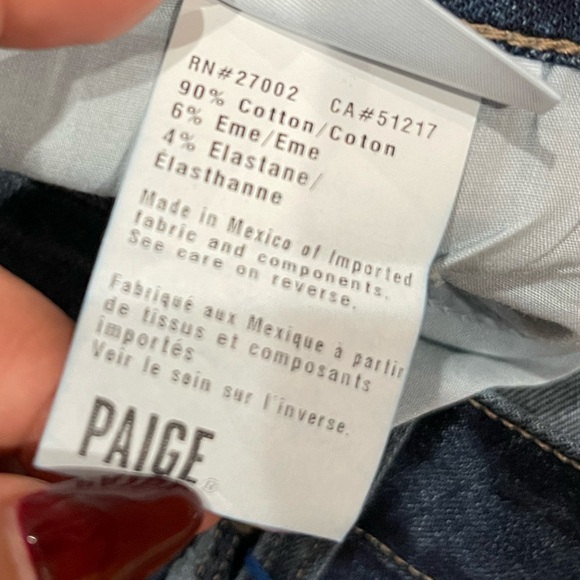 RN#27002 CA#51217
90% Cotton/Coton
6% Eme/Eme
4% Elastane/
Élasthanne
Made in Mexico of Imported
fabric and components.
See care on reverse.
Fabriqué aux Mexique à partir
de tissus et composants
importés
Voir le soin sur l'inverse.
PAIGE